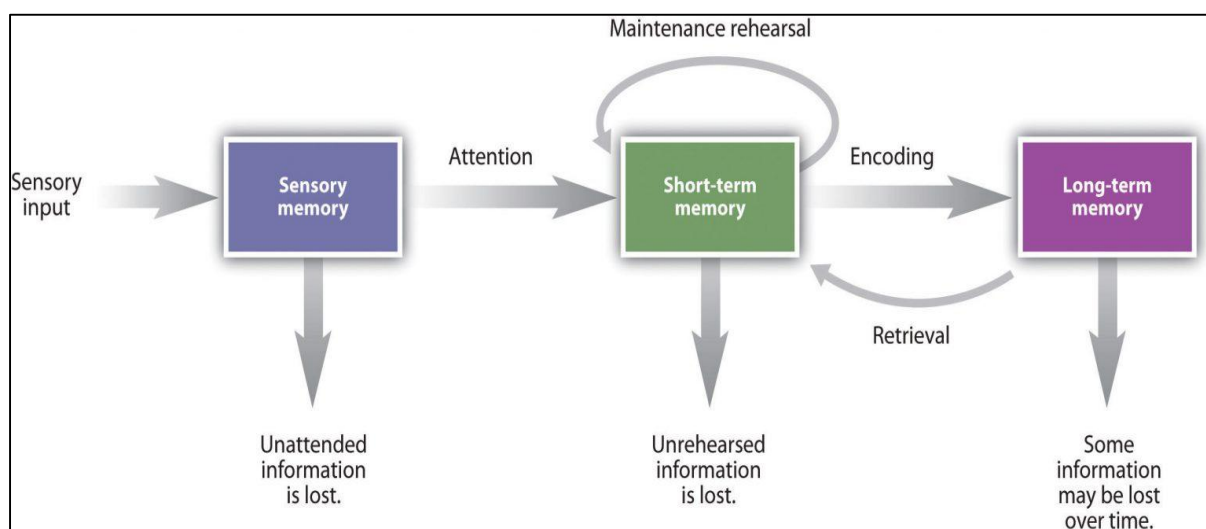 Maintenance rehearsal
Sensory
input
Sensory
memory
Attention
Short-term
memory
Encoding
Long-term
memory
Retrieval
Unattended
information
is lost.
Unrehearsed
information
is lost.
Some
information
may be lost
over time.